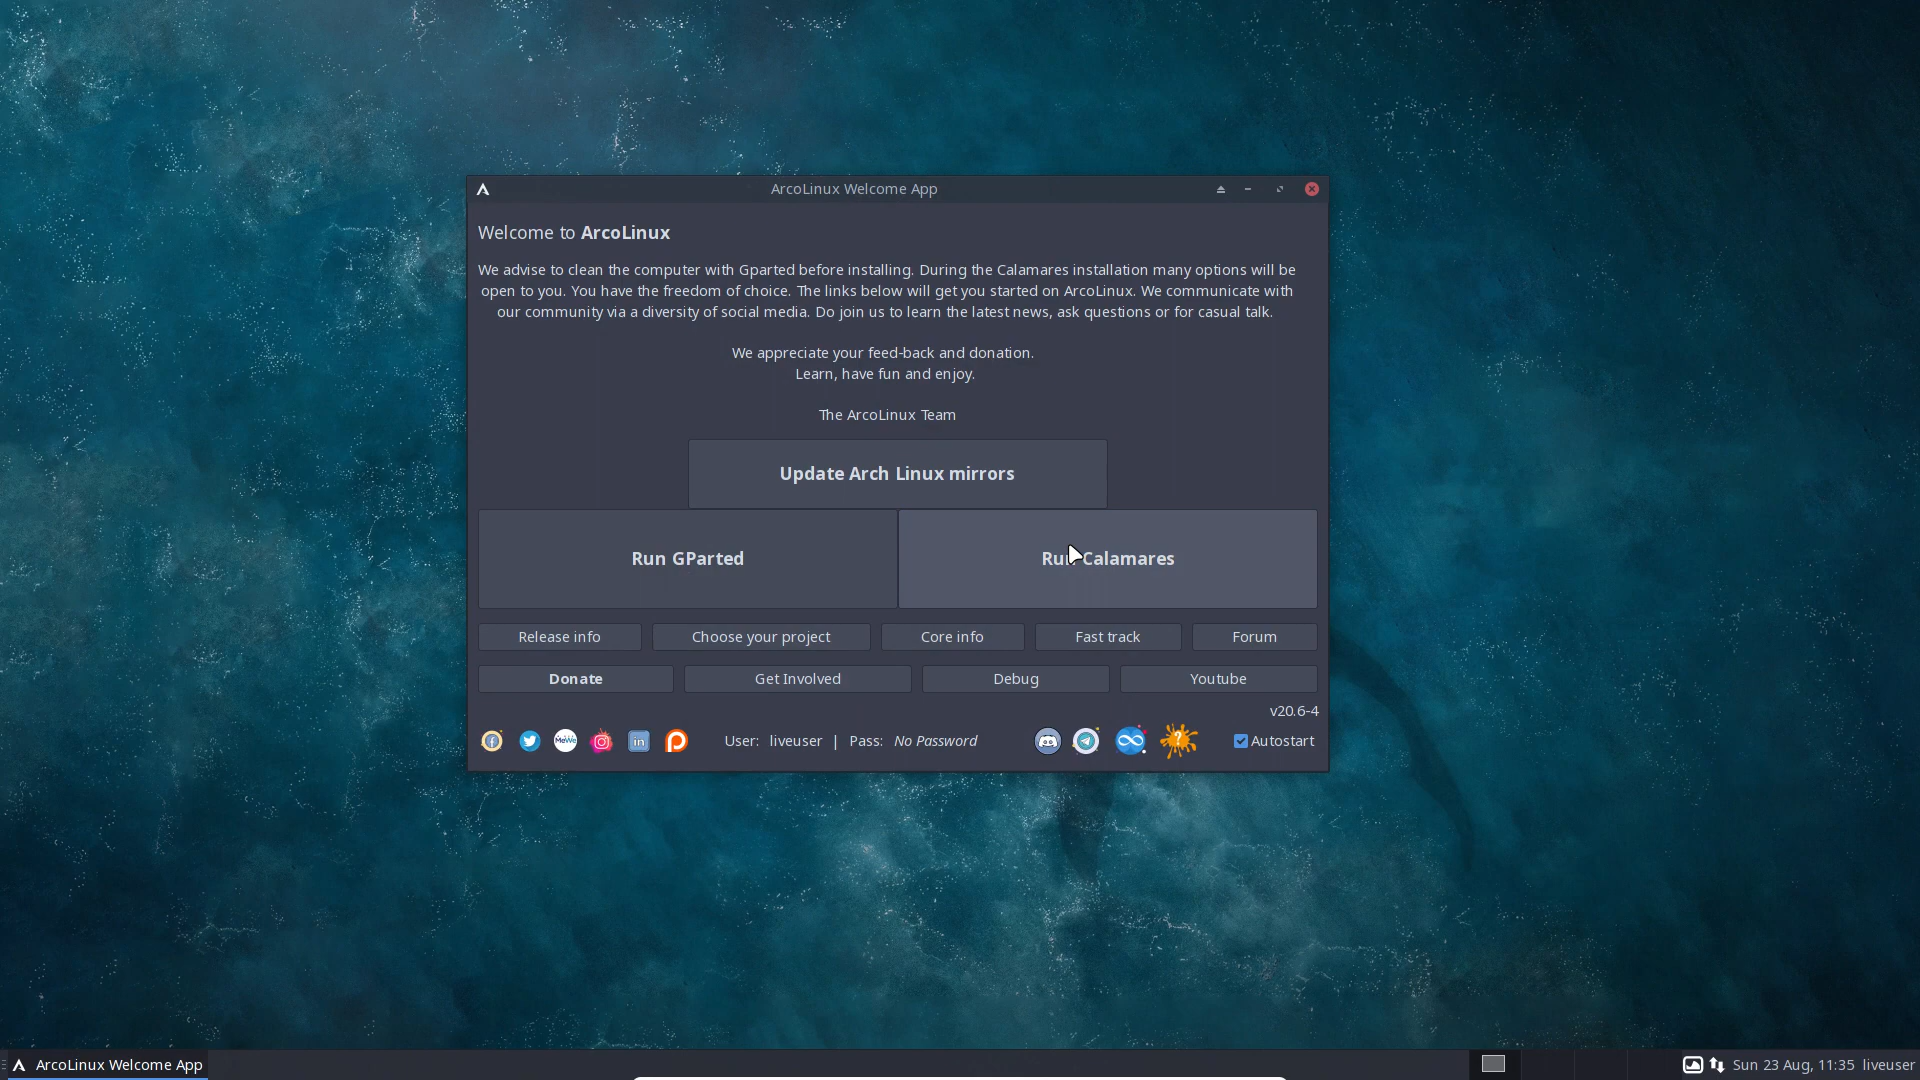 ArcoLinux Welcome App
Welcome to ArcoLinux
We advise to clean the computer with Gparted before installing. During the Calamares installation many options will be
open to you. You have the freedom of choice. The links below will get you started on ArcoLinux. We communicate with
our community via a diversity of social media. Do join us to learn the latest news, ask questions or for casual talk.
We appreciate your feed-back and donation.
Learn, have fun and enjoy.
The ArcoLinux Team
Update Arch Linux mirrors
Run GParted
Run Calamares
Release info
Choose your project
Core info
Fast track
Forum
Donate
Get Involved
Debug
Youtube
v20.6-4
MeWe
in
User: liveuser | Pass: No Password
?
Autostart
ArcoLinux Welcome App
Sun 23 Aug, 11:35 liveuser